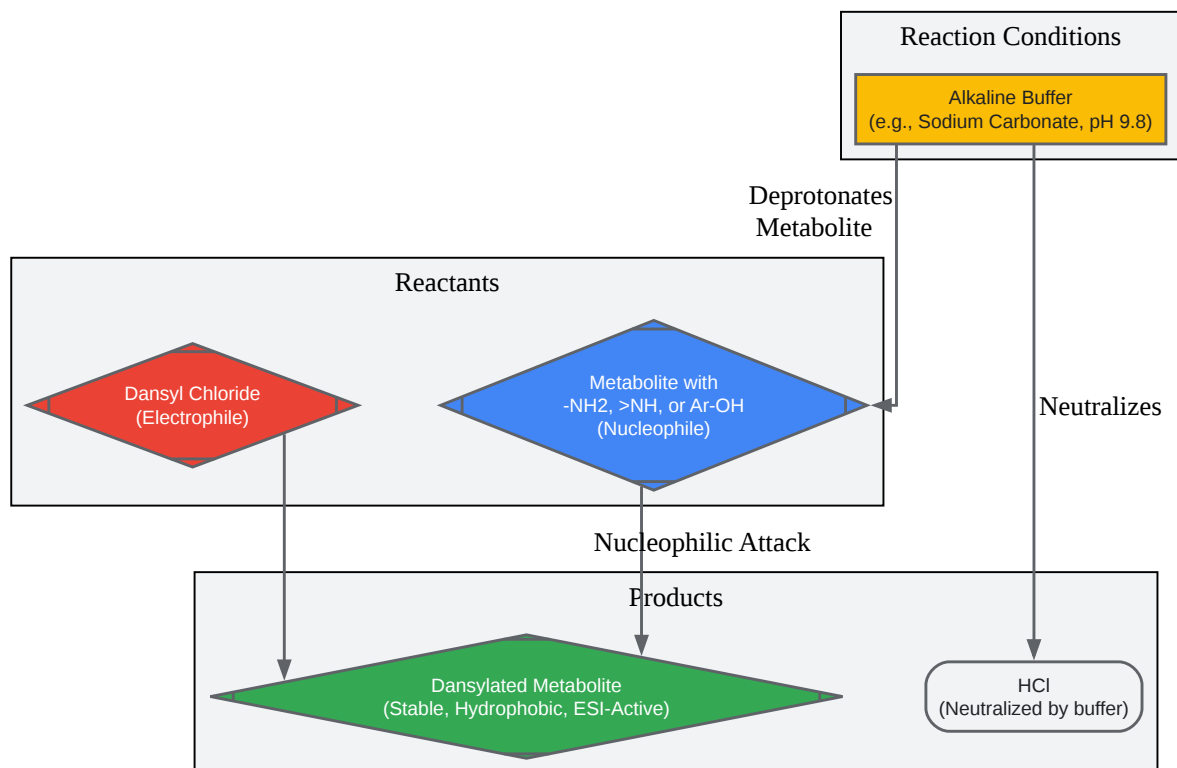 Reaction Conditions
Alkaline Buffer
(e.g., Sodium Carbonate, pH 9.8)
Deprotonates
Metabolite
Reactants
Dansyl Chloride
(Electrophile)
Metabolite with
-NH2, >NH, or Ar-OH
(Nucleophile)
Neutralizes
Nucleophilic Attack
Products
Dansylated Metabolite
(Stable, Hydrophobic, ESI-Active)
HCl
(Neutralized by buffer)